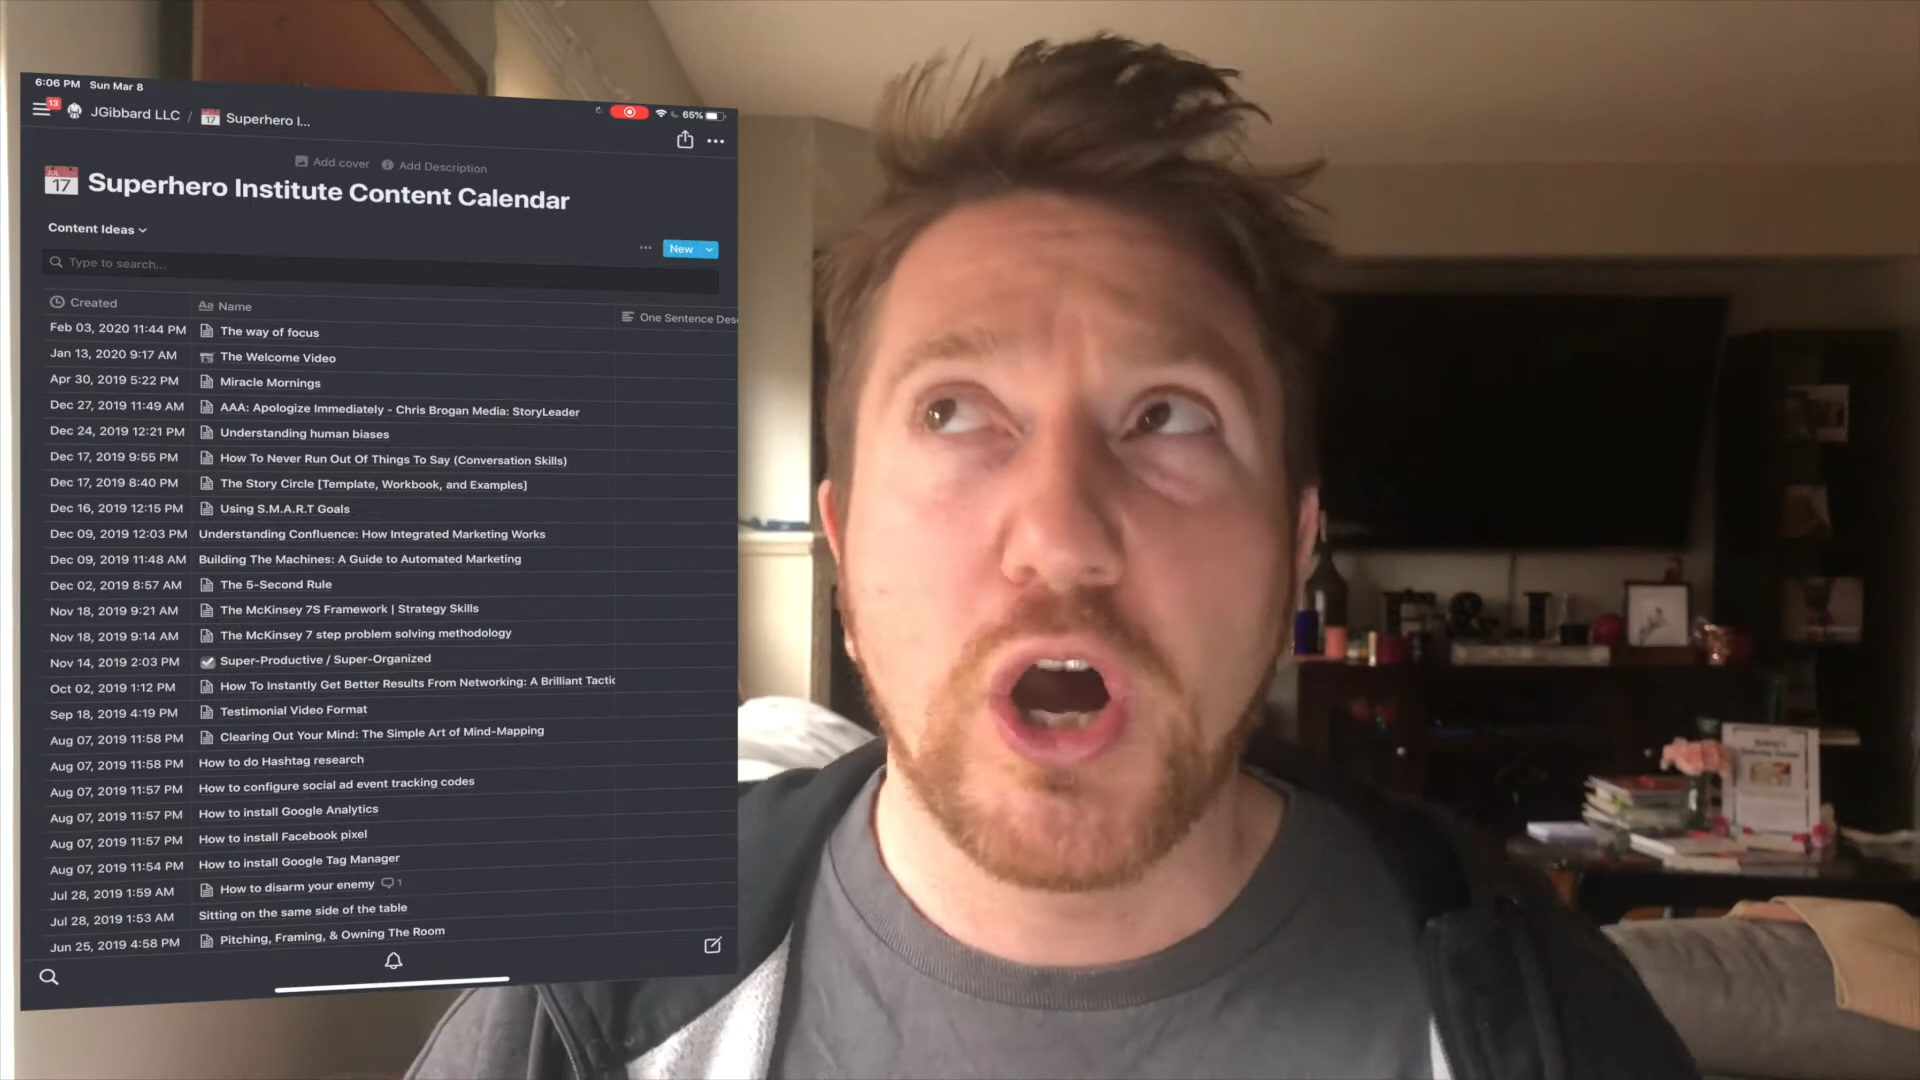 6:06 PM Sun Mar 8
65%
13
JGibbard LLC / Superhero I...
Add cover Add Description
JUL 17 Superhero Institute Content Calendar
Content Ideas
New
Type to search...
Created Aa Name One Sentence Des
Feb 03, 2020 11:44 PM The way of focus
Jan 13, 2020 9:17 AM The Welcome Video
Apr 30, 2019 5:22 PM Miracle Mornings
Dec 27, 2019 11:49 AM AAA: Apologize Immediately - Chris Brogan Media: StoryLeader
Dec 24, 2019 12:21 PM Understanding human biases
Dec 17, 2019 9:55 PM How To Never Run Out Of Things To Say (Conversation Skills)
Dec 17, 2019 8:40 PM The Story Circle [Template, Workbook, and Examples]
Dec 16, 2019 12:15 PM Using S.M.A.R.T Goals
Dec 09, 2019 12:03 PM Understanding Confluence: How Integrated Marketing Works
Dec 09, 2019 11:48 AM Building The Machines: A Guide to Automated Marketing
Dec 02, 2019 8:57 AM The 5-Second Rule
Nov 18, 2019 9:21 AM The McKinsey 7S Framework | Strategy Skills
Nov 18, 2019 9:14 AM The McKinsey 7 step problem solving methodology
Nov 14, 2019 2:03 PM Super-Productive / Super-Organized
Oct 02, 2019 1:12 PM How To Instantly Get Better Results From Networking: A Brilliant Tactic
Sep 18, 2019 4:19 PM Testimonial Video Format
Aug 07, 2019 11:58 PM Clearing Out Your Mind: The Simple Art of Mind-Mapping
Aug 07, 2019 11:58 PM How to do Hashtag research
Aug 07, 2019 11:57 PM How to configure social ad event tracking codes
Aug 07, 2019 11:57 PM How to install Google Analytics
Aug 07, 2019 11:57 PM How to install Facebook pixel
Aug 07, 2019 11:54 PM How to install Google Tag Manager
Jul 28, 2019 1:59 AM How to disarm your enemy 1
Jul 28, 2019 1:53 AM Sitting on the same side of the table
Jun 25, 2019 4:58 PM Pitching, Framing, & Owning The Room